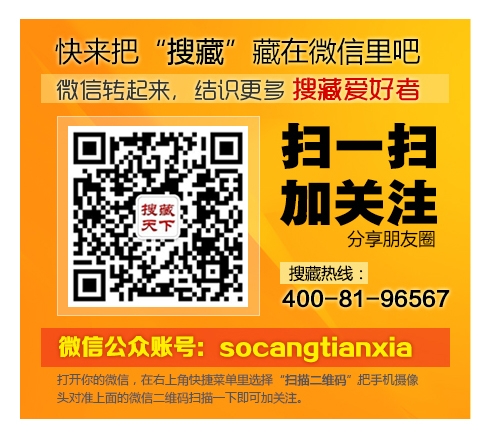 快来把“搜藏”藏在微信里吧
微信转起来，结识更多 搜藏爱好者
搜藏
天下
扫一扫
加关注
分享朋友圈
搜藏热线：
400-81-96567
微信公众账号：socangtianxia
打开你的微信，在右上角快捷菜单里选择“扫描二维码”,把手机摄像
头对准上面的微信二维码扫描一下即可加关注。